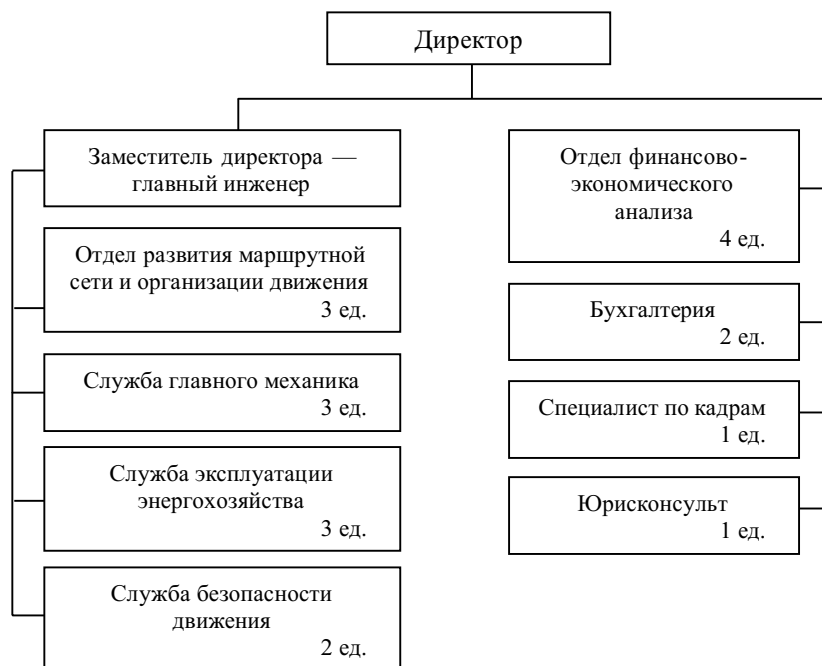 Директор
Заместитель директора —
главный инженер
Отдел развития маршрутной
сети и организации движения
3 ед.
Служба главного механика
3 ед.
Служба эксплуатации
энергохозяйства
3 ед.
Служба безопасности
движения
2 ед.
Отдел финансово-
экономического
анализа
4 ед.
Бухгалтерия
2 ед.
Специалист по кадрам
1 ед.
Юрисконсульт
1 ед.